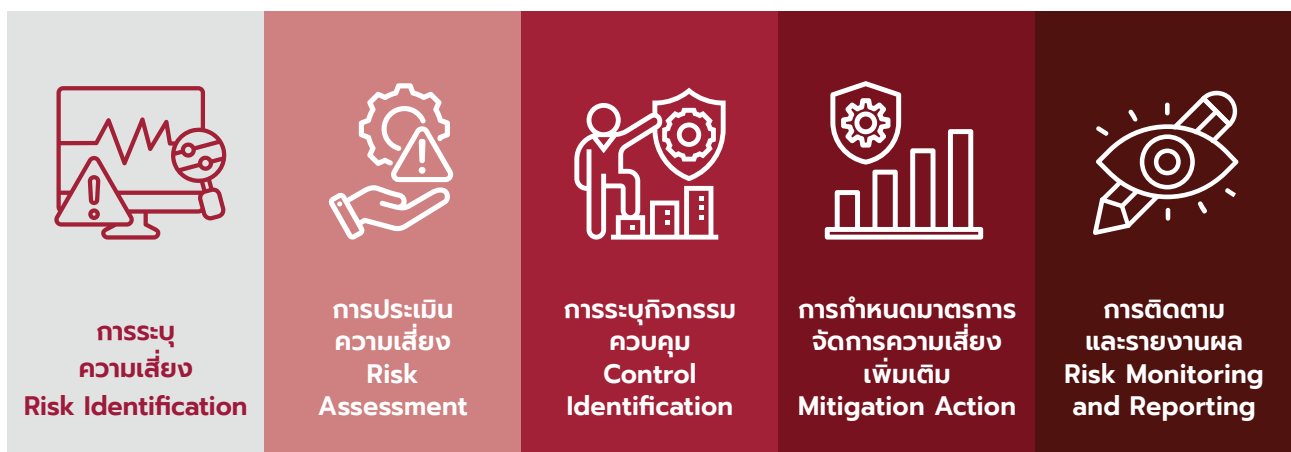 การระบุ
ความเสี่ยง
Risk Identification
การประเมิน
ความเสี่ยง
Risk
Assessment
การระบุกิจกรรม
ควบคุม
Control
Identification
การกำหนดมาตรการ
จัดการความเสี่ยง
เพิ่มเติม
Mitigation Action
การติดตาม
และรายงานผล
Risk Monitoring
and Reporting